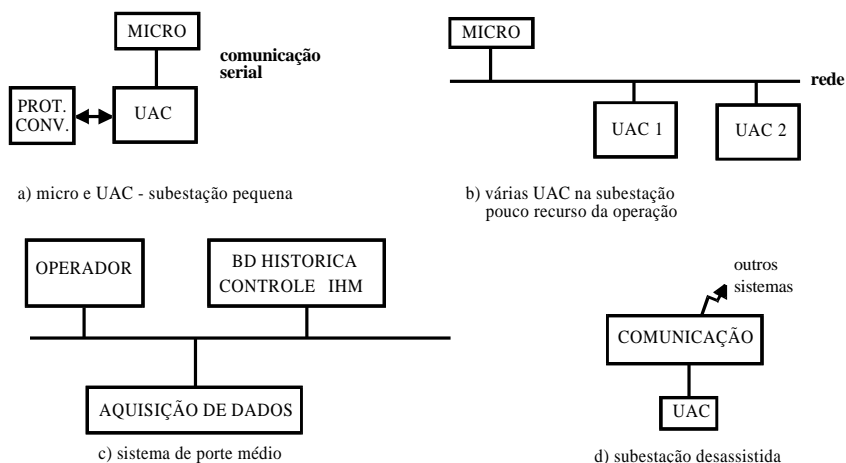 MICRO
comunicação
serial
PROT.
CONV.
UAC
a) micro e UAC - subestação pequena
MICRO
rede
UAC 1
UAC 2
b) várias UAC na subestação
pouco recurso da operação
OPERADOR
BD HISTORICA
CONTROLE IHM
AQUISIÇÃO DE DADOS
c) sistema de porte médio
outros
sistemas
COMUNICAÇÃO
UAC
d) subestação desassistida